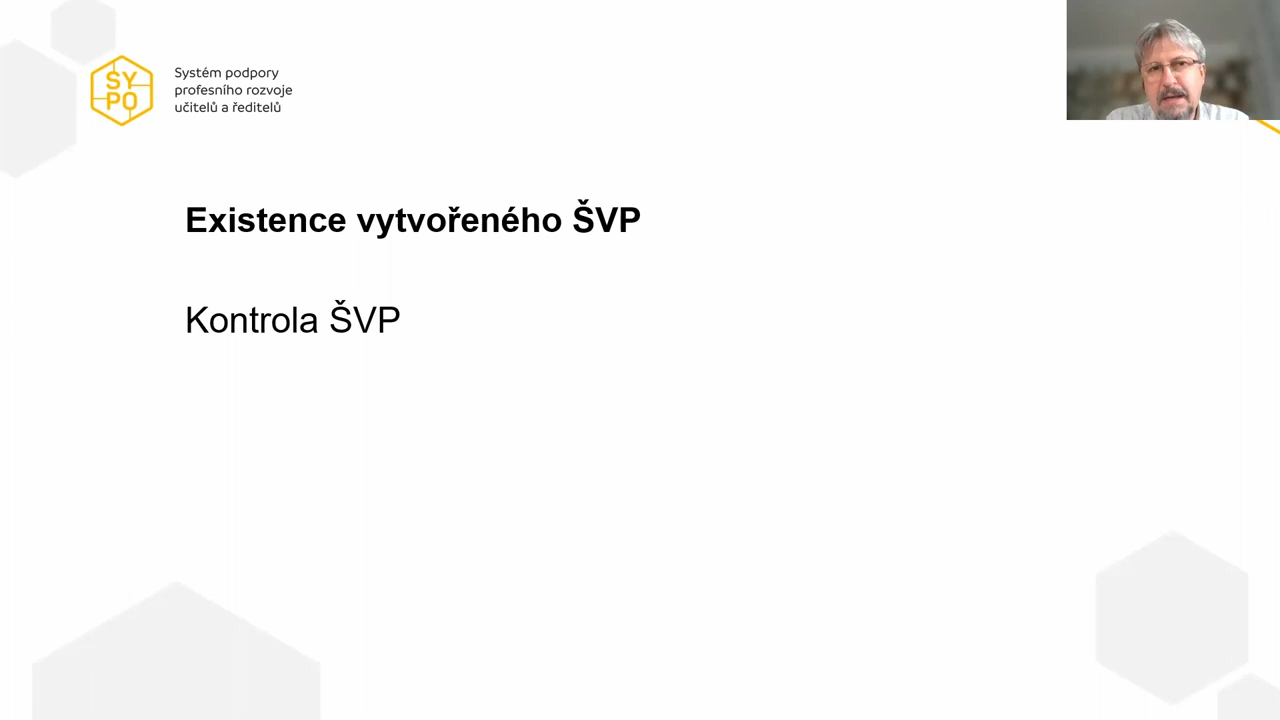 SY
PO
Systém podpory
profesního rozvoje
učitelů a ředitelů
Existence vytvořeného ŠVP
Kontrola ŠVP